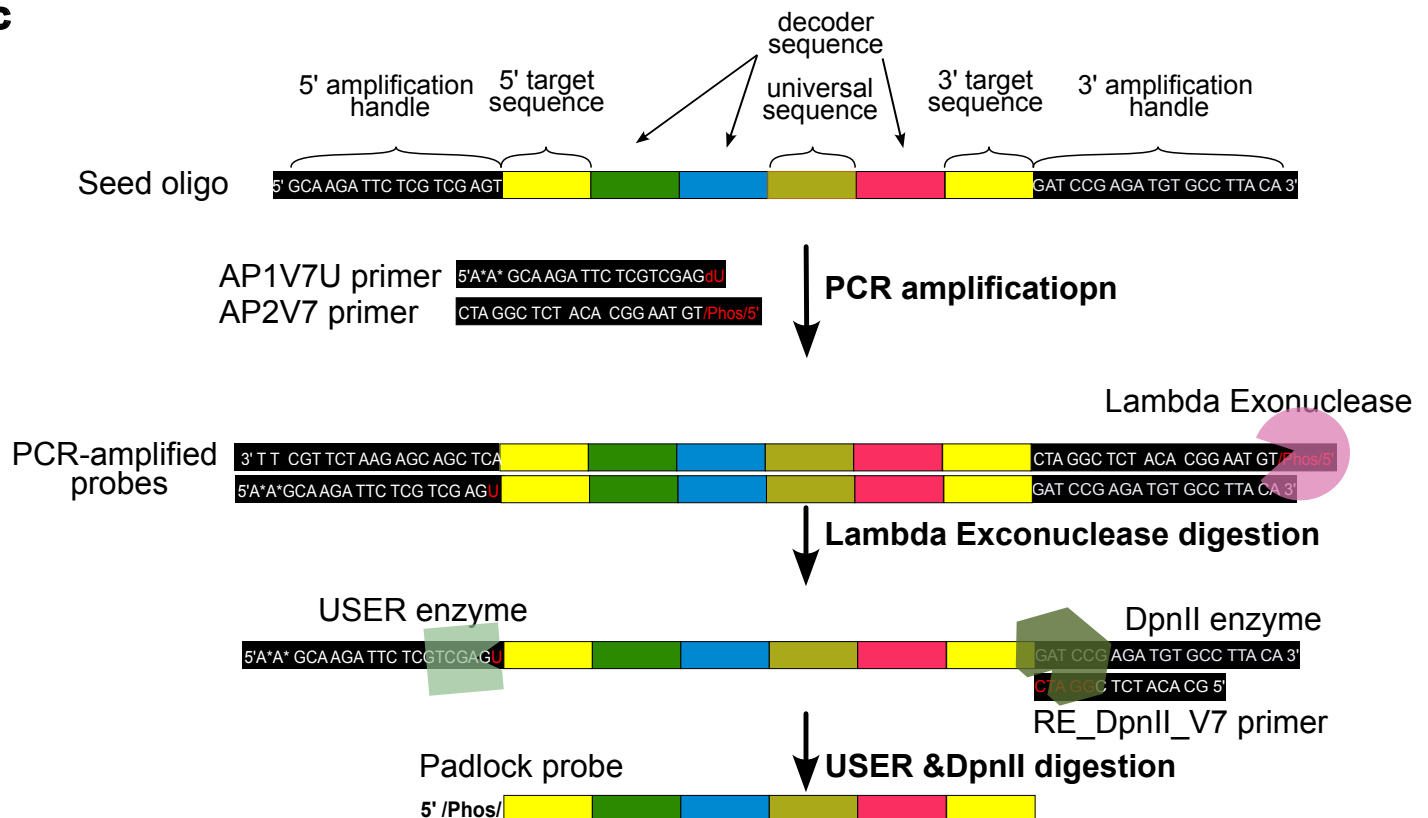 c
decoder
sequence
5' amplification
handle
5' target
sequence
universal
sequence
3' target
sequence
3' amplification
handle
Seed oligo
5' GCA AGA TTC TCG TCG AGT
GAT CCG AGA TGT GCC TTA CA 3'
AP1V7U primer
5'A*A* GCA AGA TTC TCGTCGAGdU
AP2V7 primer
CTA GGC TCT ACA CGG AAT GT/Phos/5'
PCR amplificatiopn
Lambda Exonuclease
PCR-amplified
probes
3' T T CGT TCT AAG AGC AGC TCA
CTA GGC TCT ACA CGG AAT GT/Phos/5'
5'A*A*GCA AGA TTC TCG TCG AGU
GAT CCG AGA TGT GCC TTA CA 3'
Lambda Exconuclease digestion
USER enzyme
DpnII enzyme
5'A*A* GCA AGA TTC TCGTCGAGU
GAT CCG AGA TGT GCC TTA CA 3'
CTA GGC TCT ACA CG 5'
RE_DpnII_V7 primer
USER &DpnII digestion
Padlock probe
5' /Phos/